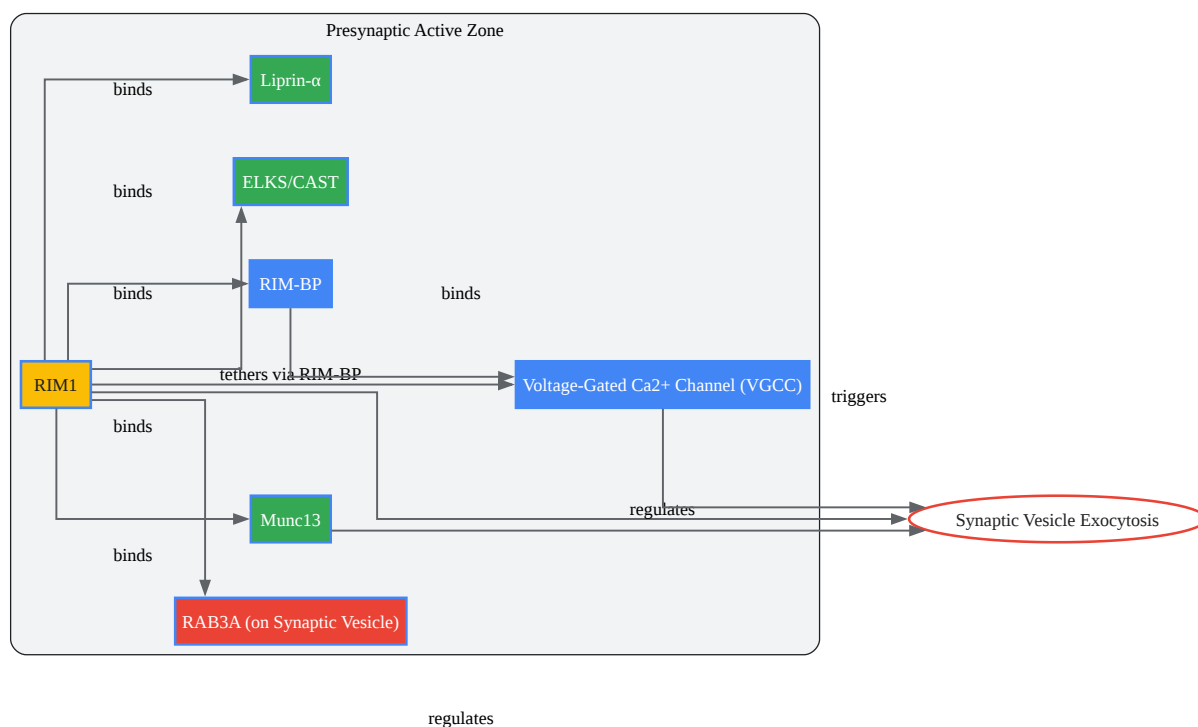 Presynaptic Active Zone
Liprin-α
binds
ELKS/CAST
binds
RIM-BP
binds
binds
RIM1
tethers via RIM-BP
Voltage-Gated Ca2+ Channel (VGCC)
triggers
binds
Munc13
regulates
Synaptic Vesicle Exocytosis
binds
RAB3A (on Synaptic Vesicle)
regulates